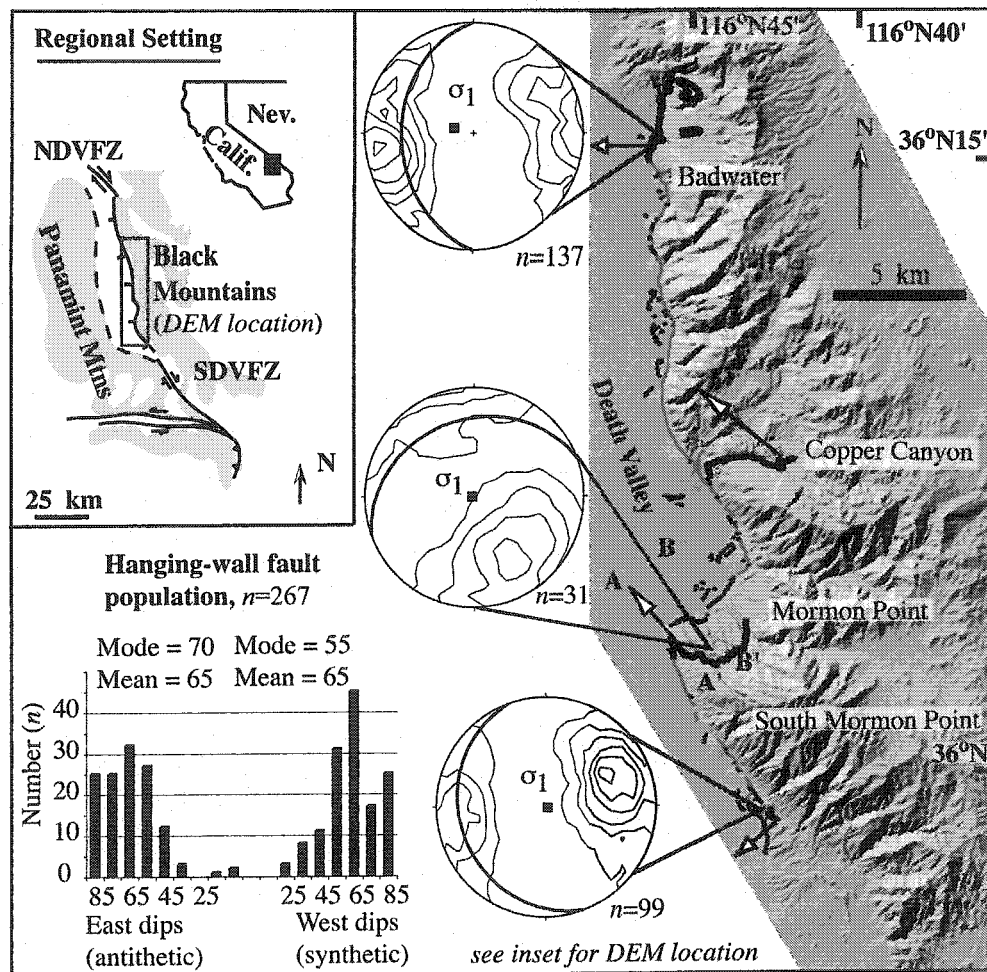 Regional Setting
Nev.
Calif.
NDVFZ
Panamint Mtns
Black
Mountains
(DEM location)
SDVFZ
N
25 km
σ1
n=137
σ1
n=31
σ1
n=99
see inset for DEM location
116°N45'
116°N40'
N
36°N15'
Badwater
5 km
Death Valley
Copper Canyon
B
A
Mormon Point
B'
A'
South Mormon Point
36°N
Hanging-wall fault
population, n=267
Mode = 70 Mode = 55
Mean = 65 Mean = 65
Number (n)
40
30
20
10
0
85 65 45 25 25 45 65 85
East dips West dips
(antithetic) (synthetic)